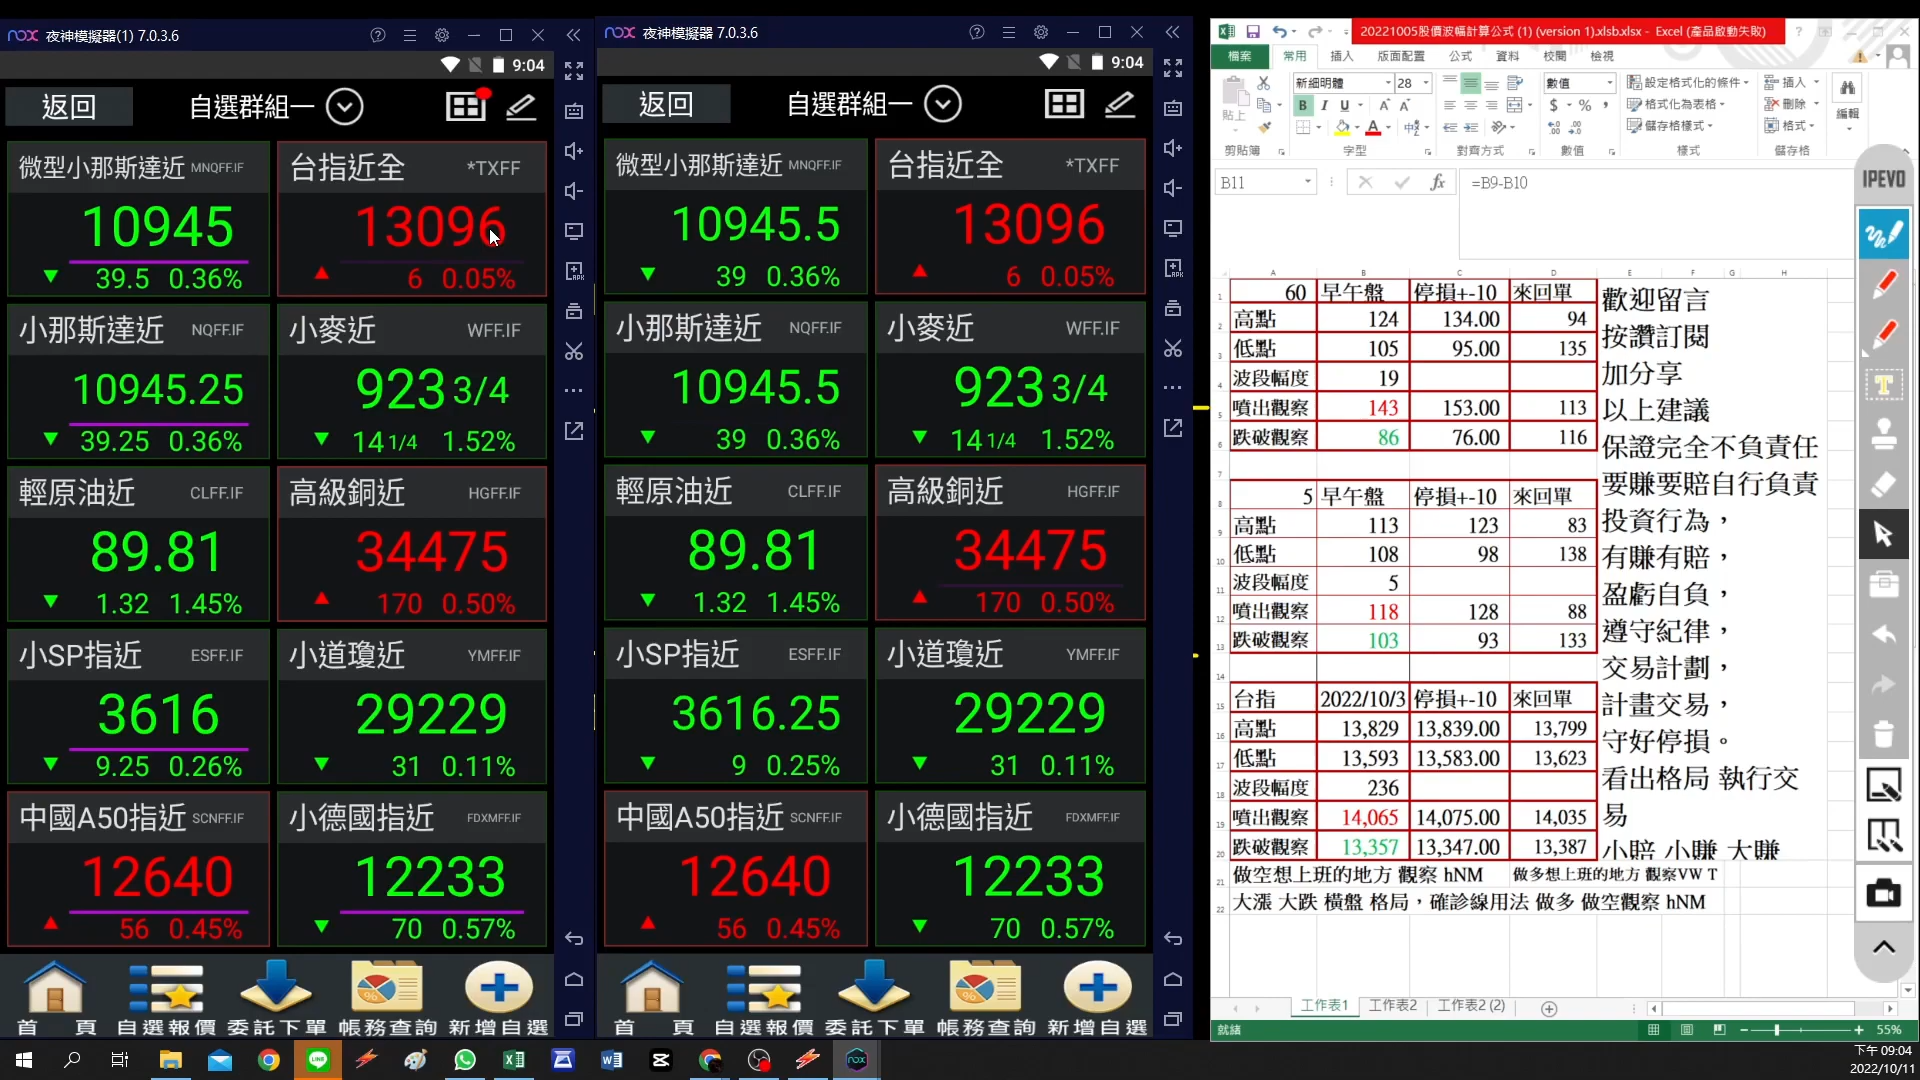 nox 夜神模擬器(1) 7.0.3.6
9:04
返回 自選群組一
微型小那斯達近 MNQFF.IF
10945
39.5 0.36%
台指近全 *TXFF
13096
6 0.05%
小那斯達近 NQFF.IF
10945.25
39.25 0.36%
小麥近 WFF.IF
923 3/4
14 1/4 1.52%
輕原油近 CLFF.IF
89.81
1.32 1.45%
高級銅近 HGFF.IF
34475
170 0.50%
小SP指近 ESFF.IF
3616
9.25 0.26%
小道瓊近 YMFF.IF
29229
31 0.11%
中國A50指近 SCNFF.IF
12640
56 0.45%
小德國指近 FDXMFF.IF
12233
70 0.57%
首 頁 自選報價 委託下單 帳務查詢 新增自選
nox 夜神模擬器 7.0.3.6
9:04
返回 自選群組一
微型小那斯達近 MNQFF.IF
10945.5
39 0.36%
台指近全 *TXFF
13096
6 0.05%
小那斯達近 NQFF.IF
10945.5
39 0.36%
小麥近 WFF.IF
923 3/4
14 1/4 1.52%
輕原油近 CLFF.IF
89.81
1.32 1.45%
高級銅近 HGFF.IF
34475
170 0.50%
小SP指近 ESFF.IF
3616.25
9 0.25%
小道瓊近 YMFF.IF
29229
31 0.11%
中國A50指近 SCNFF.IF
12640
56 0.45%
小德國指近 FDXMFF.IF
12233
70 0.57%
首 頁 自選報價 委託下單 帳務查詢 新增自選
20221005股價波幅計算公式 (1) (version 1).xlsb.xlsx - Excel (產品啟動失敗)
檔案 常用 插入 版面配置 公式 資料 校閱 檢視
貼上 新細明體 28 數值 設定格式化的條件 插入
B I U 格式化為表格 刪除 編輯
儲存格樣式 格式
剪貼簿 字型 對齊方式 數值 樣式 儲存格
B11 fx =B9-B10
IPEVO
A B C D E F G H
1 60 早午盤 停損+-10 來回單
2 高點 124 134.00 94
3 低點 105 95.00 135
4 波段幅度 19
5 噴出觀察 143 153.00 113
6 跌破觀察 86 76.00 116
7
8 5 早午盤 停損+-10 來回單
9 高點 113 123 83
10 低點 108 98 138
11 波段幅度 5
12 噴出觀察 118 128 88
13 跌破觀察 103 93 133
14
15 台指 2022/10/3 停損+-10 來回單
16 高點 13,829 13,839.00 13,799
17 低點 13,593 13,583.00 13,623
18 波段幅度 236
19 噴出觀察 14,065 14,075.00 14,035
20 跌破觀察 13,357 13,347.00 13,387
21 做空想上班的地方 觀察 hNM 做多想上班的地方 觀察VW T
22 大漲 大跌 橫盤 格局，確診線用法 做多 做空觀察 hNM
歡迎留言
按讚訂閱
加分享
以上建議
保證完全不負責任
要賺要賠自行負責
投資行為，
有賺有賠，
盈虧自負，
遵守紀律，
交易計劃，
計畫交易，
守好停損。
看出格局 執行交
易
小賠 小賺 大賺
工作表1 工作表2 工作表2 (2)
就緒 55%
下午 09:04
2022/10/11